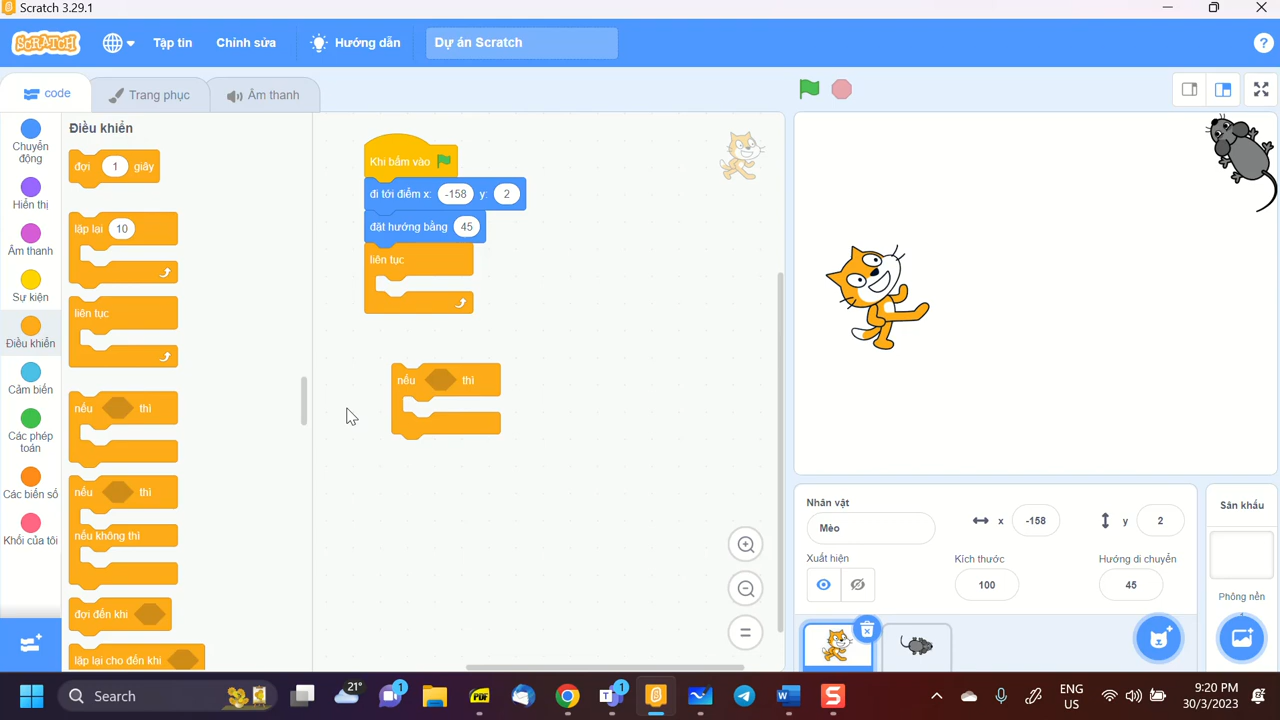 Scratch 3.29.1
SCRATCH
Tập tin
Chỉnh sửa
Hướng dẫn
Dự án Scratch
code
Trang phục
Âm thanh
Chuyển động
Hiển thị
Âm thanh
Sự kiện
Điều khiển
Cảm biến
Các phép toán
Các biến số
Khối của tôi
Điều khiển
đợi 1 giây
lặp lại 10
liên tục
nếu thì
nếu thì
nếu không thì
đợi đến khi
lặp lại cho đến khi
Khi bấm vào
đi tới điểm x: -158 y: 2
đặt hướng bằng 45
liên tục
nếu thì
Nhân vật
Mèo
x -158
y 2
Xuất hiện
Kích thước
100
Hướng di chuyển
45
Sân khấu
Phông nền
Search
21°
1
PDF
1
ENG
US
9:20 PM
30/3/2023